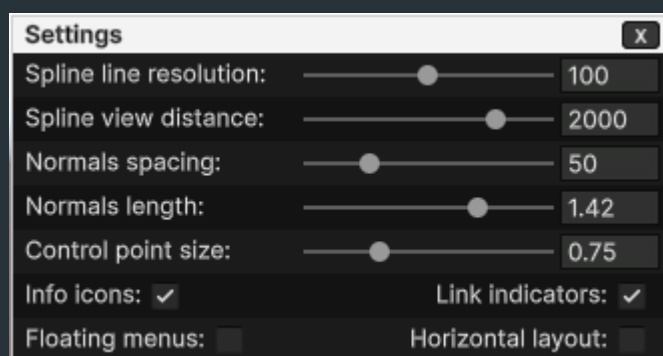 Settings x
Spline line resolution: 100
Spline view distance: 2000
Normals spacing: 50
Normals length: 1.42
Control point size: 0.75
Info icons: Link indicators:
Floating menus: Horizontal layout: